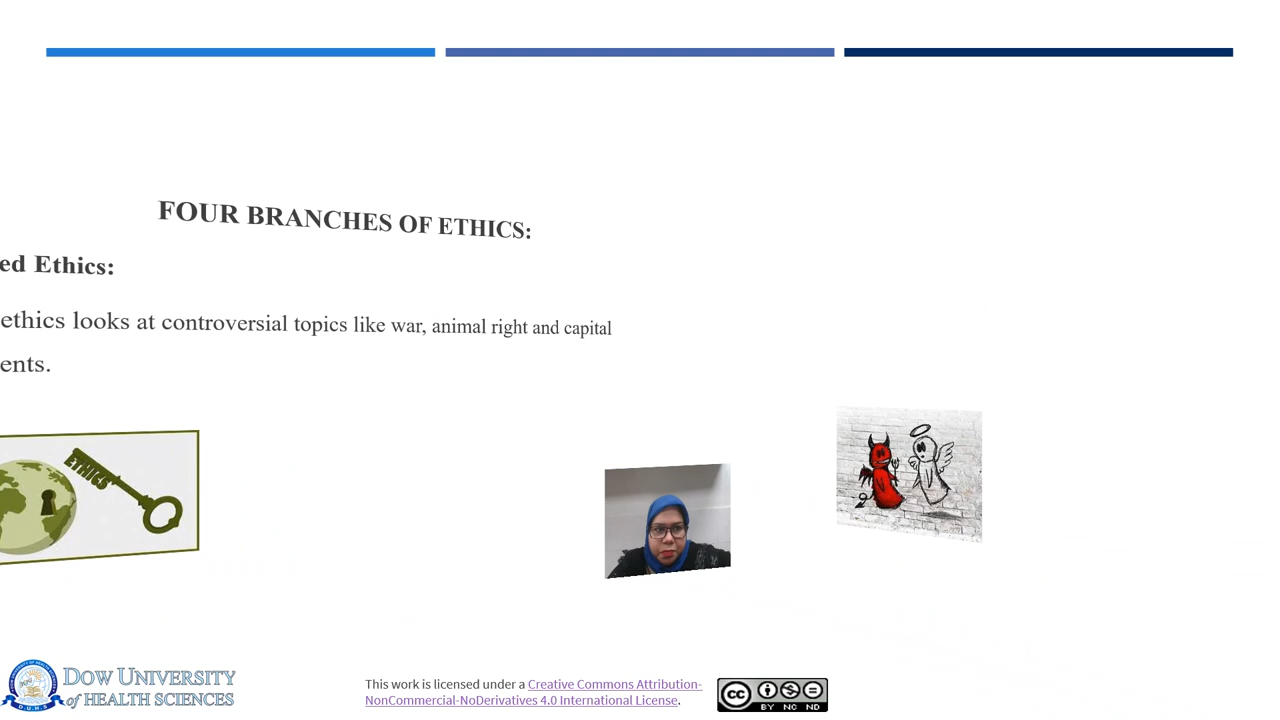 FOUR BRANCHES OF ETHICS:
ed Ethics:
ethics looks at controversial topics like war, animal right and capital
ents.
ETHICS
DOW UNIVERSITY
of HEALTH SCIENCES
D.U.H.S
This work is licensed under a Creative Commons Attribution-
NonCommercial-NoDerivatives 4.0 International License.
cc
BY NC ND